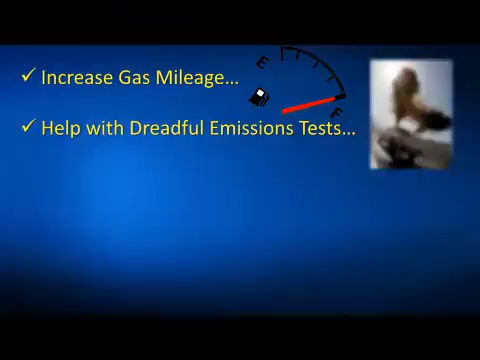 ✓ Increase Gas Mileage…
E
✓ Help with Dreadful Emissions Tests…
F